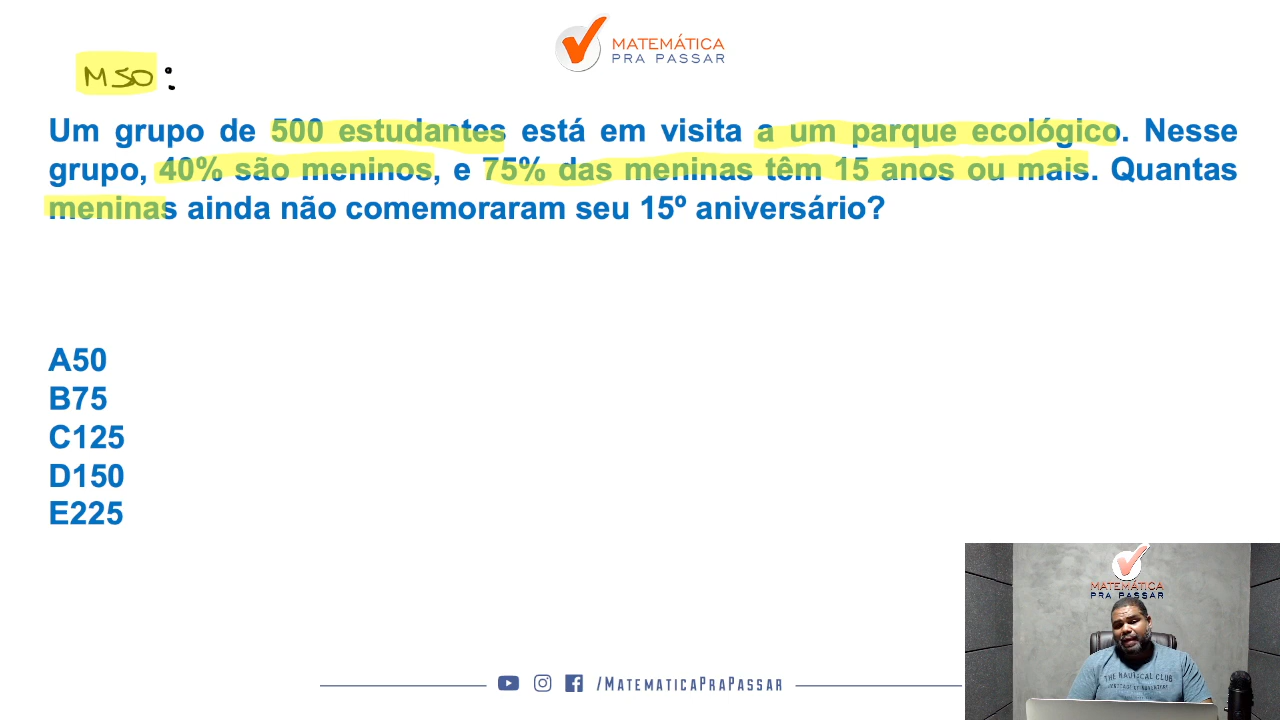 MATEMÁTICA
PRA PASSAR
M50:
Um grupo de 500 estudantes está em visita a um parque ecológico. Nesse
grupo, 40% são meninos, e 75% das meninas têm 15 anos ou mais. Quantas
meninas ainda não comemoraram seu 15º aniversário?
A50
B75
C125
D150
E225
MATEMÁTICA
PRA PASSAR
THE NAUTICAL CLUB
/MATEMATICAPRAPASSAR